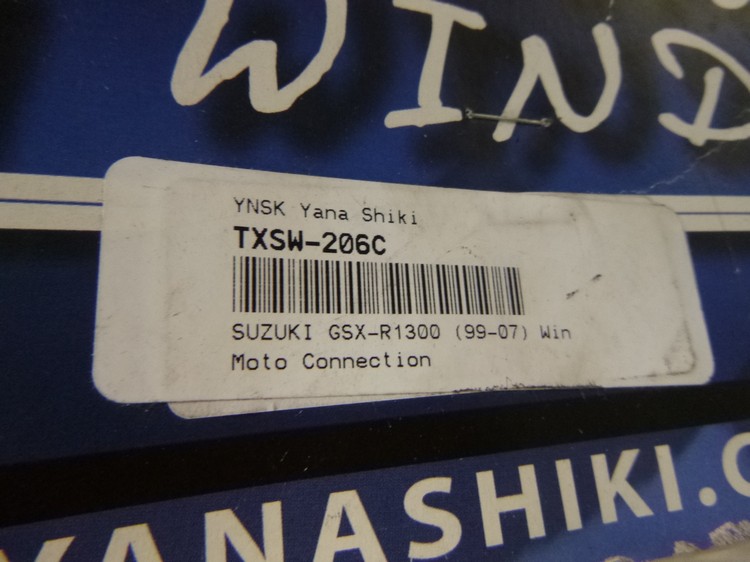 WIND
YNSK Yana Shiki
TXSW-206C
SUZUKI GSX-R1300 (99-07) Win
Moto Connection
YANASHIKI.C